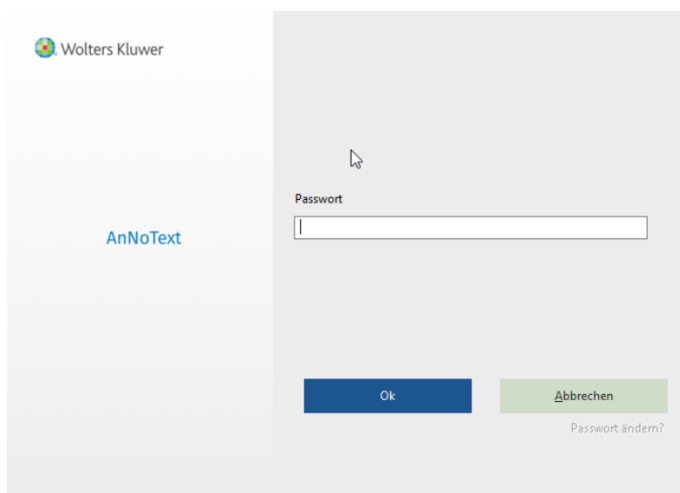 Wolters Kluwer
Passwort
AnNoText
Ok
Abbrechen
Passwort ändern?